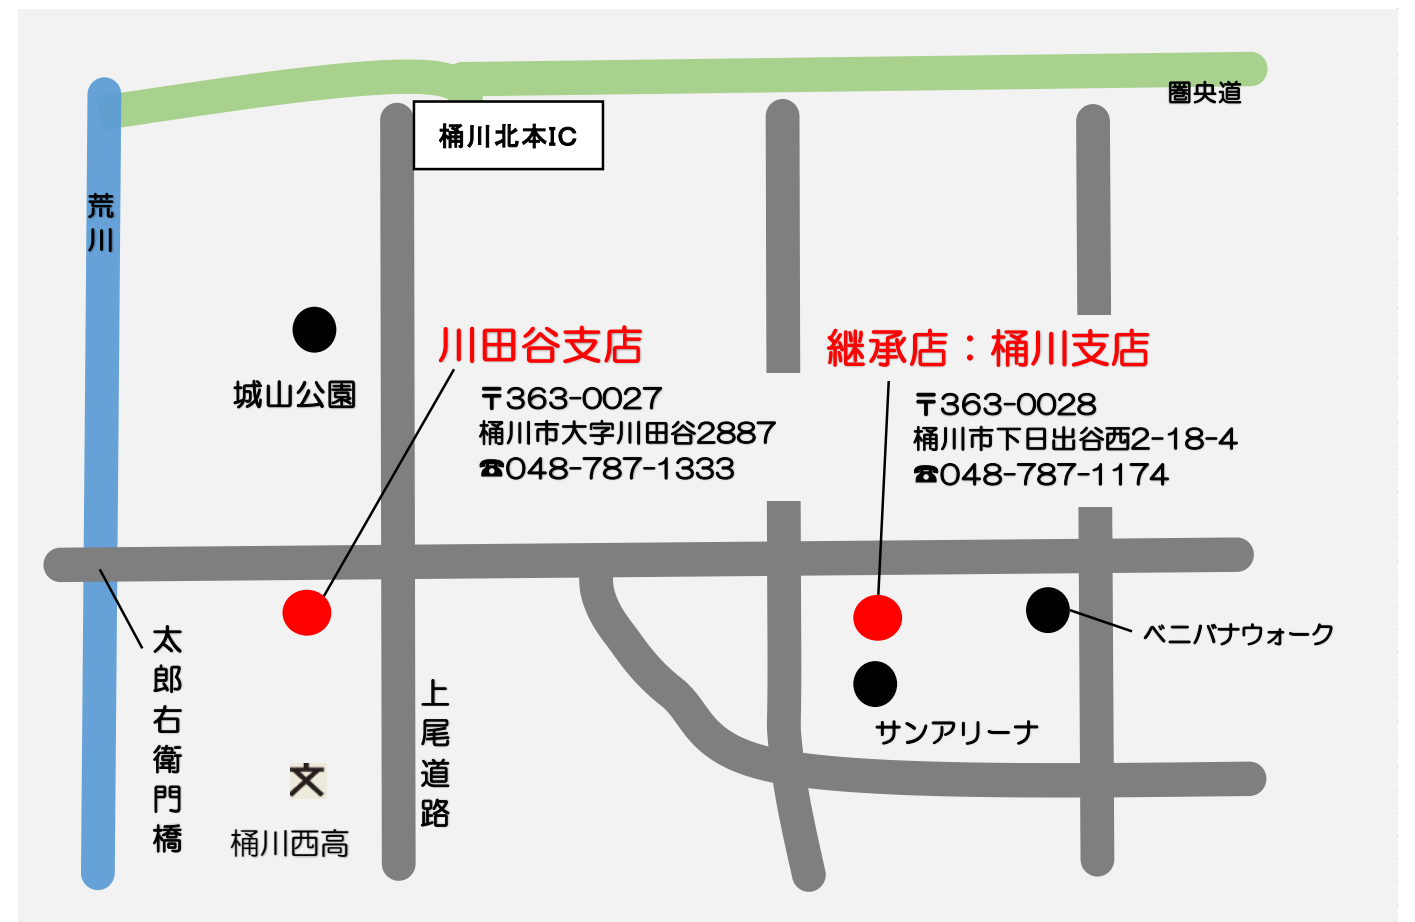 圏央道
桶川北本IC
荒川
川田谷支店
〒363-0027
桶川市大字川田谷2887
☎048-787-1333
継承店：桶川支店
〒363-0028
桶川市下日出谷西2-18-4
☎048-787-1174
城山公園
ベニバナウォーク
サンアリーナ
太郎右衛門橋
上尾道路
文
桶川西高